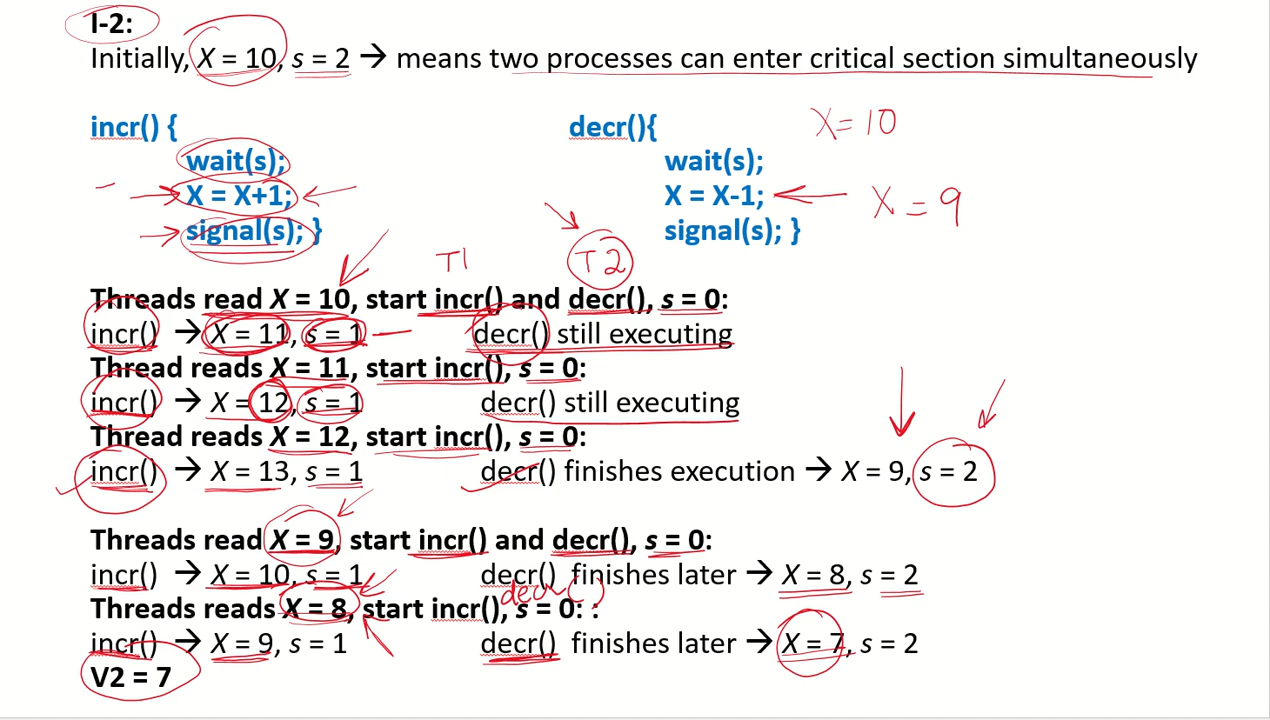 I-2:
Initially, X = 10, s = 2 → means two processes can enter critical section simultaneously
incr() {
wait(s);
X = X+1;
signal(s); }
decr(){
wait(s);
X = X-1;
signal(s); }
X = 10
X = 9
T1
T2
Threads read X = 10, start incr() and decr(), s = 0:
incr() → X = 11, s = 1 decr() still executing
Thread reads X = 11, start incr(), s = 0:
incr() → X = 12, s = 1 decr() still executing
Thread reads X = 12, start incr(), s = 0:
incr() → X = 13, s = 1 decr() finishes execution → X = 9, s = 2
Threads read X = 9, start incr() and decr(), s = 0:
incr() → X = 10, s = 1 decr() finishes later → X = 8, s = 2
decr()
Threads reads X = 8, start incr(), s = 0: :
incr() → X = 9, s = 1 decr() finishes later → X = 7, s = 2
V2 = 7